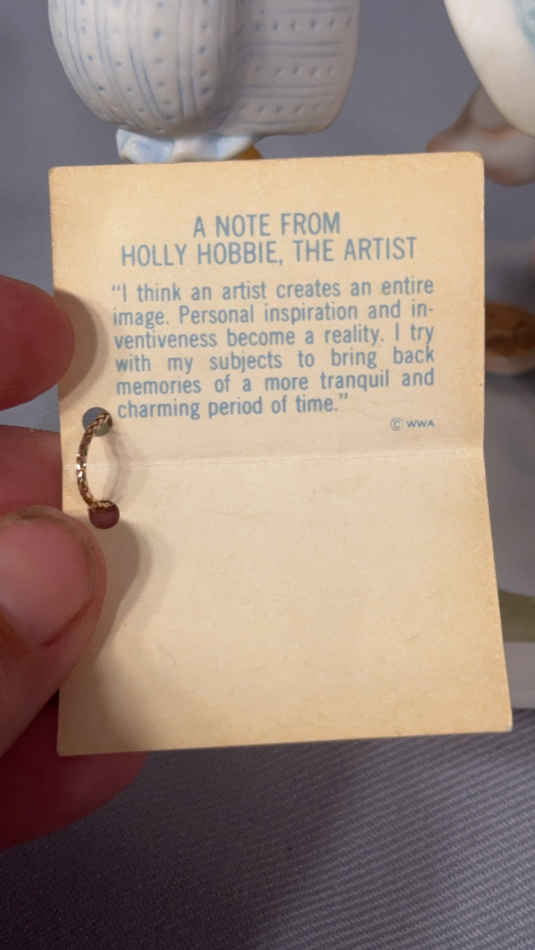 A NOTE FROM
HOLLY HOBBIE, THE ARTIST
“I think an artist creates an entire
image. Personal inspiration and in-
ventiveness become a reality. I try
with my subjects to bring back
memories of a more tranquil and
charming period of time.”
© WWA